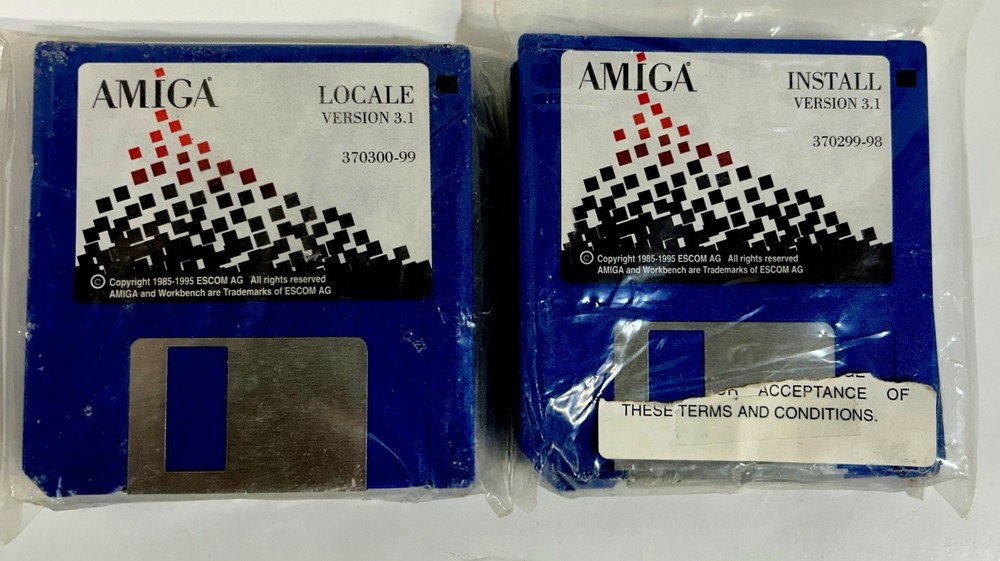 AMIGA
LOCALE
VERSION 3.1
370300-99
© Copyright 1985-1995 ESCOM AG All rights reserved
AMIGA and Workbench are Trademarks of ESCOM AG
AMIGA
INSTALL
VERSION 3.1
370299-98
© Copyright 1985-1995 ESCOM AG All rights reserved
AMIGA and Workbench are Trademarks of ESCOM AG
ACCEPTANCE OF
THESE TERMS AND CONDITIONS.